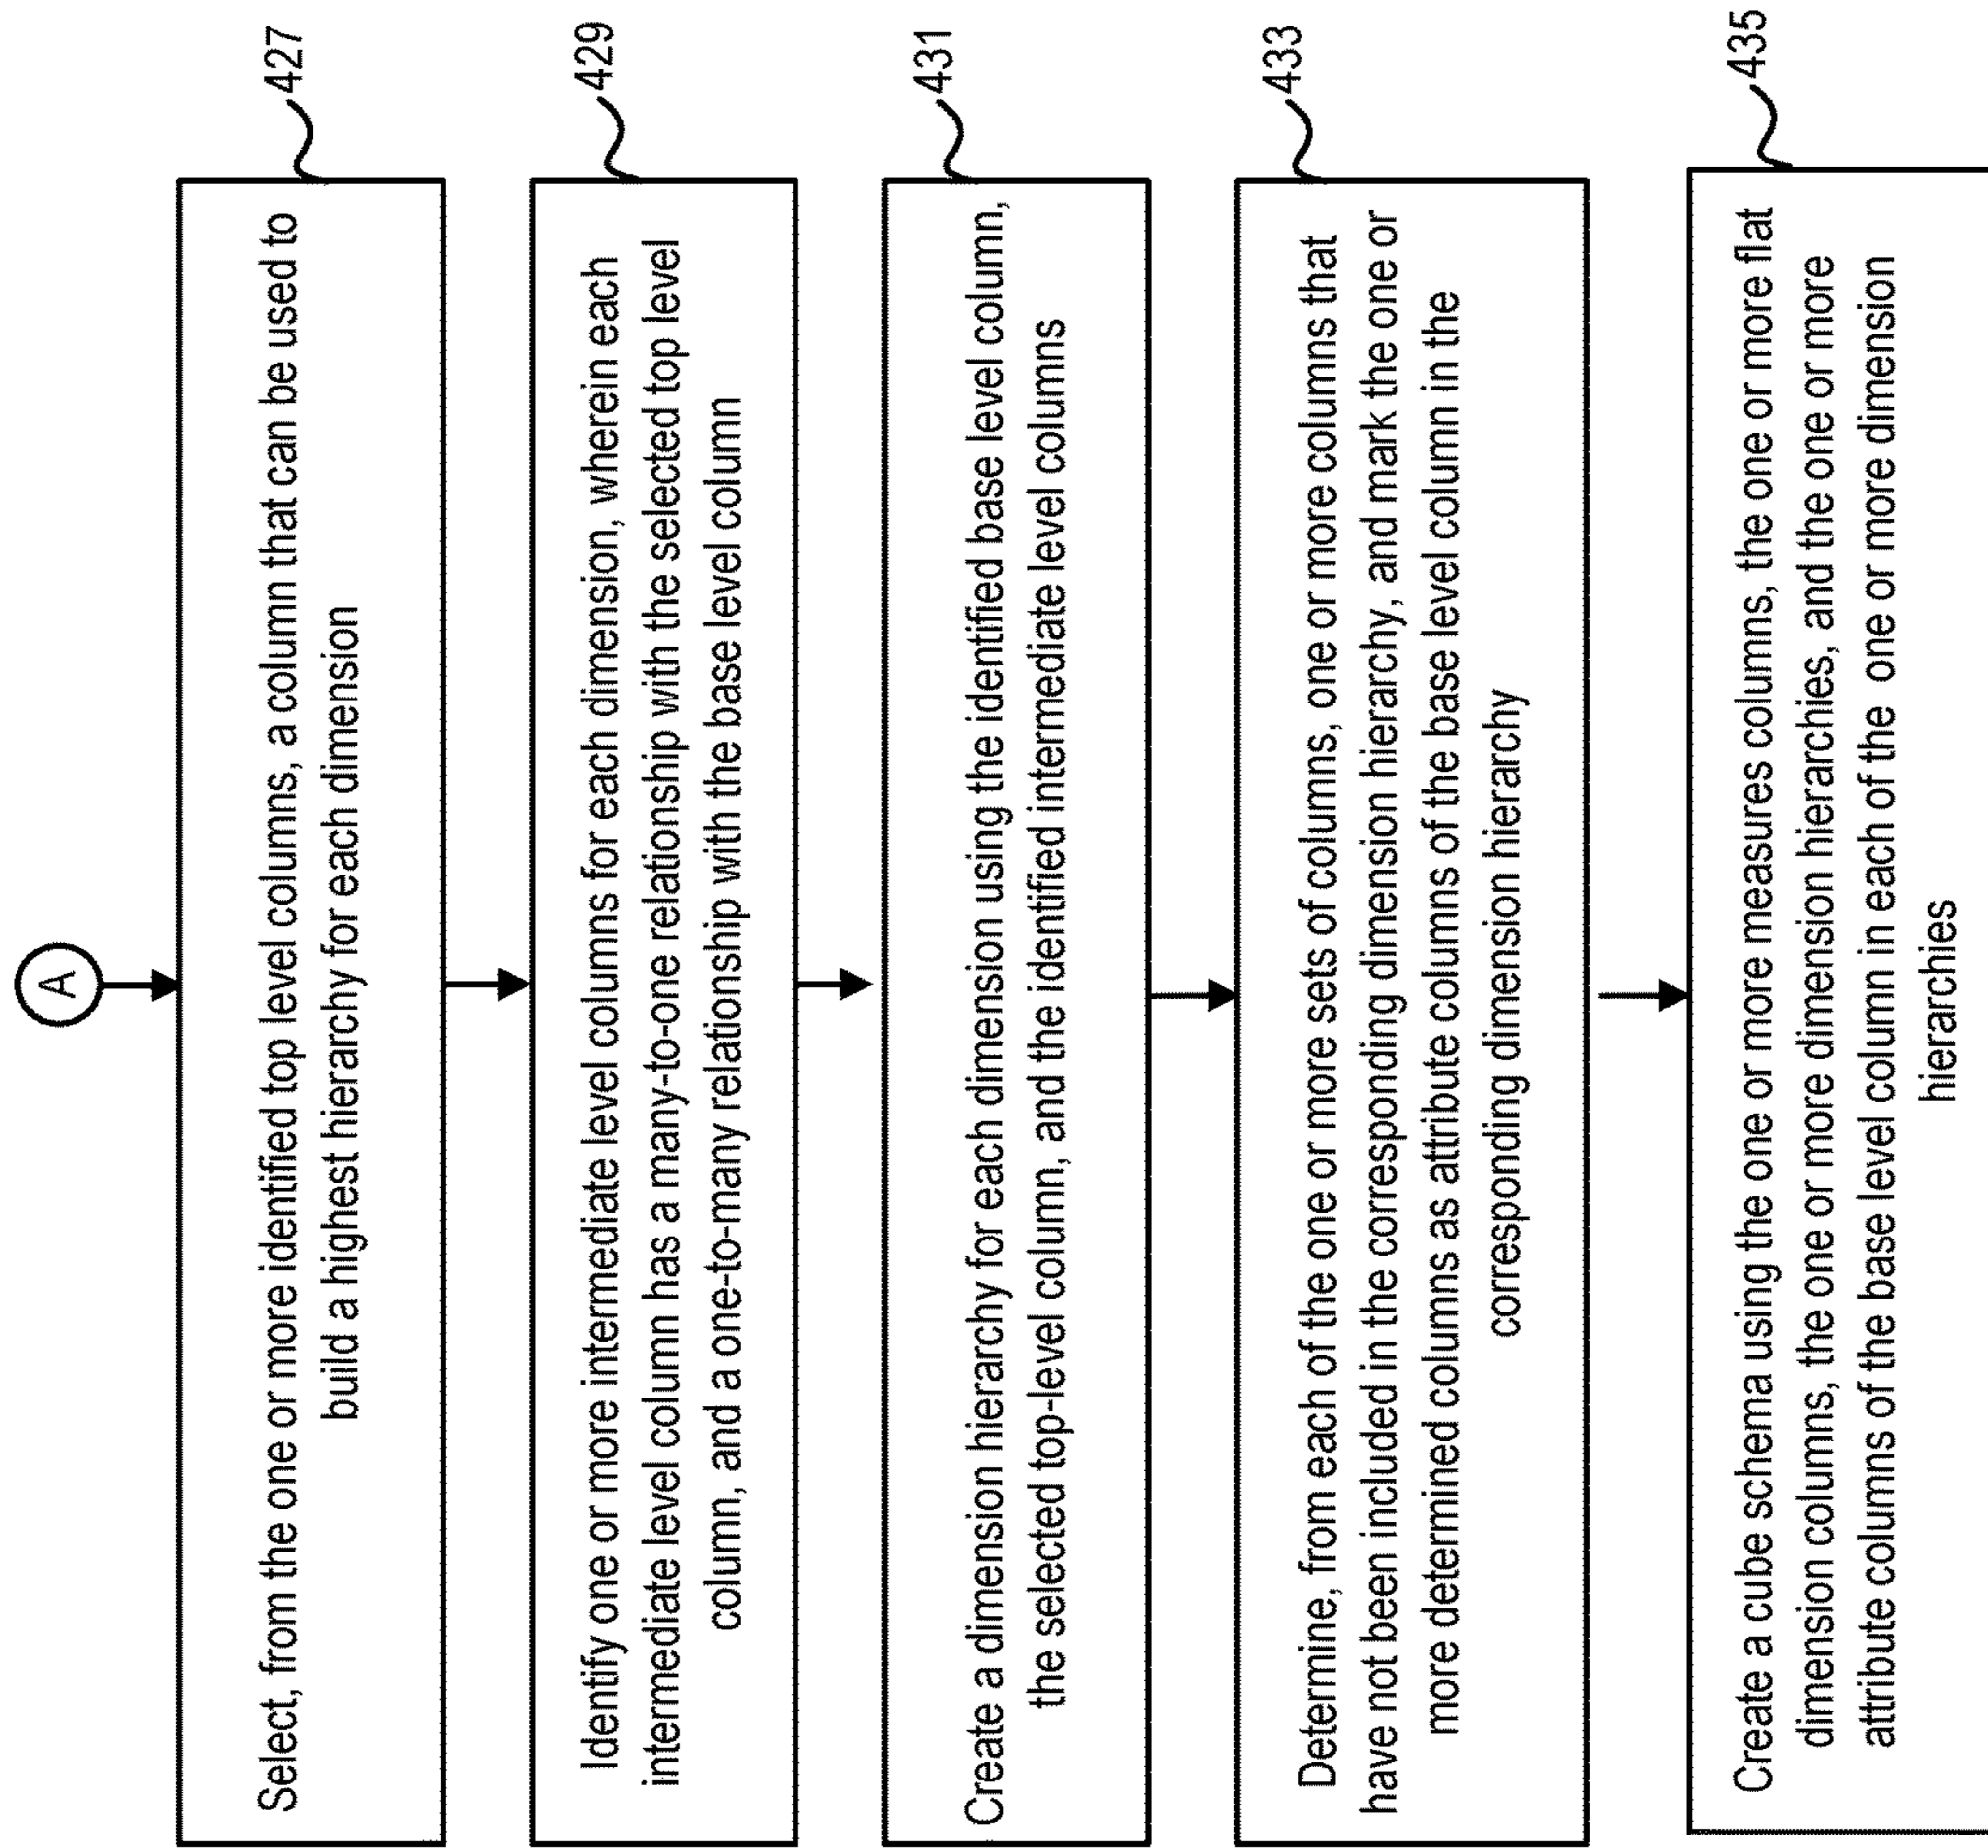 A
427
Select, from the one or more identified top level columns, a column that can be used to
build a highest hierarchy for each dimension
429
Identify one or more intermediate level columns for each dimension, wherein each
intermediate level column has a many-to-one relationship with the selected top level
column, and a one-to-many relationship with the base level column
431
Create a dimension hierarchy for each dimension using the identified base level column,
the selected top-level column, and the identified intermediate level columns
433
Determine, from each of the one or more sets of columns, one or more columns that
have not been included in the corresponding dimension hierarchy, and mark the one or
more determined columns as attribute columns of the base level column in the
corresponding dimension hierarchy
435
Create a cube schema using the one or more measures columns, the one or more flat
dimension columns, the one or more dimension hierarchies, and the one or more
attribute columns of the base level column in each of the one or more dimension
hierarchies